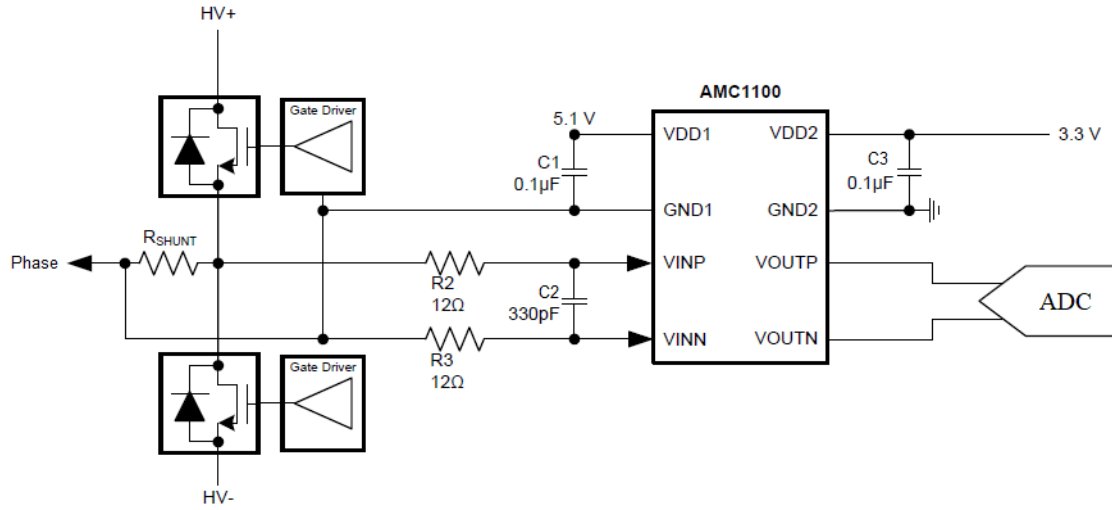 HV+
AMC1100
Gate Driver
5.1 V
VDD1
VDD2
3.3 V
C1
0.1µF
C3
0.1µF
GND1
GND2
RSHUNT
Phase
VINP
VOUTP
R2
12Ω
C2
330pF
ADC
VINN
VOUTN
R3
12Ω
Gate Driver
HV-